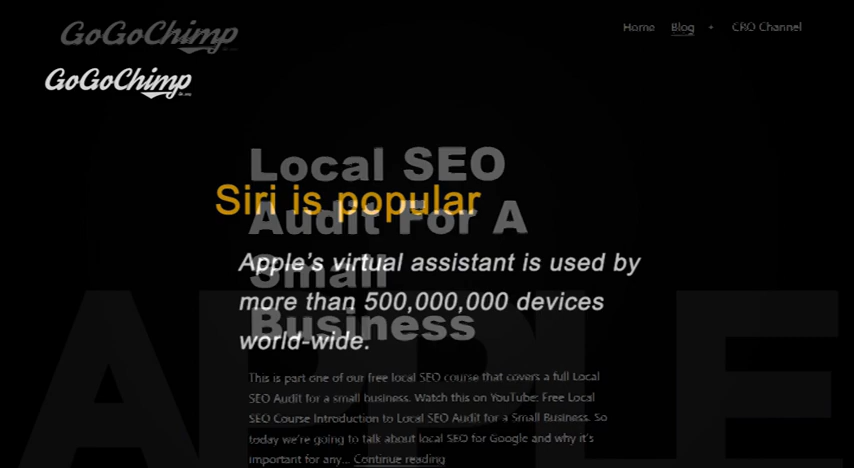 GoGoChimp
Home Blog + CRO Channel
GoGoChimp
Local SEO
Siri is popular
Audit For A
Apple's virtual assistant is used by
Small
more than 500,000,000 devices
Business
world-wide.
APPLE
This is part one of our free local SEO course that covers a full Local
SEO Audit for a small business. Watch this on YouTube: Free Local
SEO Course Introduction to Local SEO Audit for a Small Business. So
today we're going to talk about local SEO for Google and why it's
important for any... Continue reading